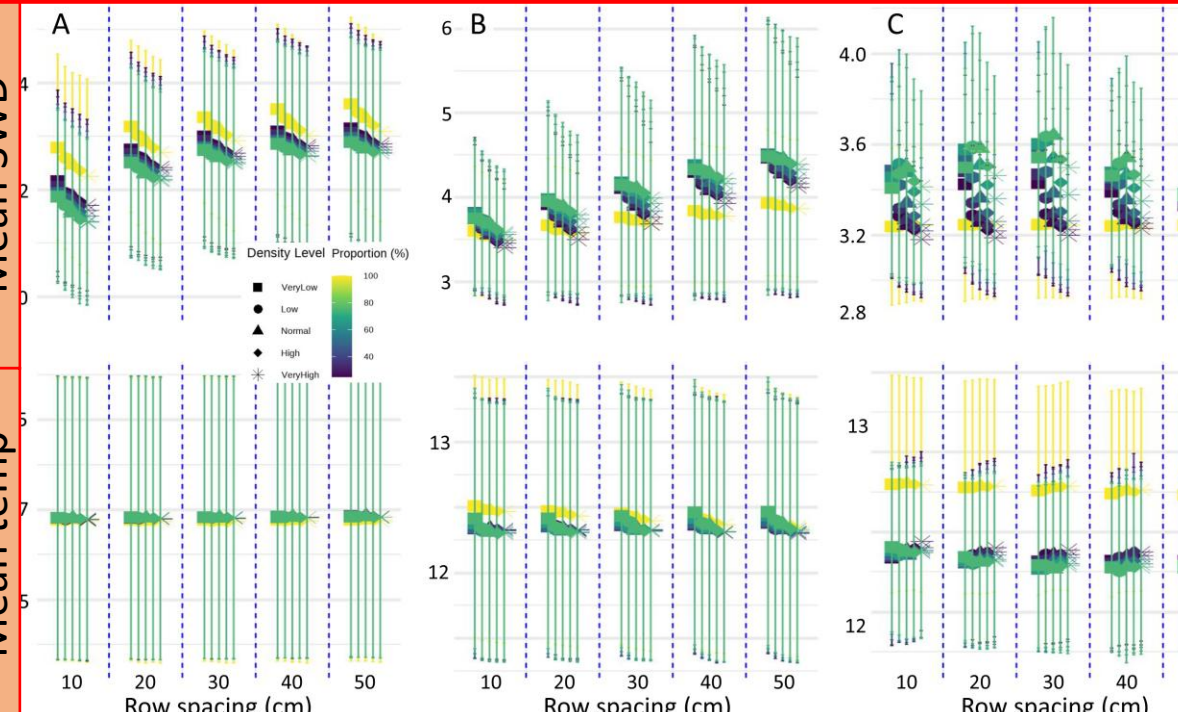 A
B
C
Mean SWD
4
2
0
6
5
4
3
4.0
3.6
3.2
2.8
Density Level
VeryLow
Low
Normal
High
VeryHigh
Proportion (%)
100
80
60
40
Mean temp
7
5
13
12
13
12
10 20 30 40 50
10 20 30 40 50
10 20 30 40
Row spacing (cm)
Row spacing (cm)
Row spacing (cm)